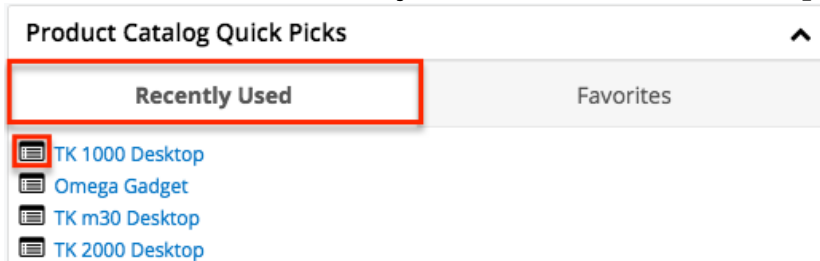 Product Catalog Quick Picks
Recently Used Favorites
TK 1000 Desktop
Omega Gadget
TK m30 Desktop
TK 2000 Desktop